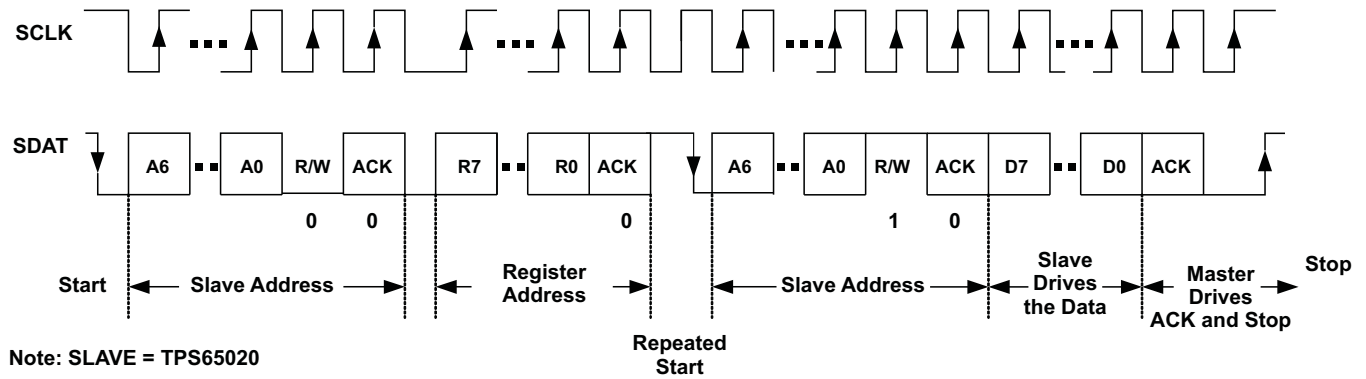 SCLK
SDAT
A6 A0 R/W ACK R7 R0 ACK A6 A0 R/W ACK D7 D0 ACK
0 0 0 1 0
Start Slave Address Register Address Slave Address Slave Drives the Data Master Drives ACK and Stop Stop
Repeated Start
Note: SLAVE = TPS65020